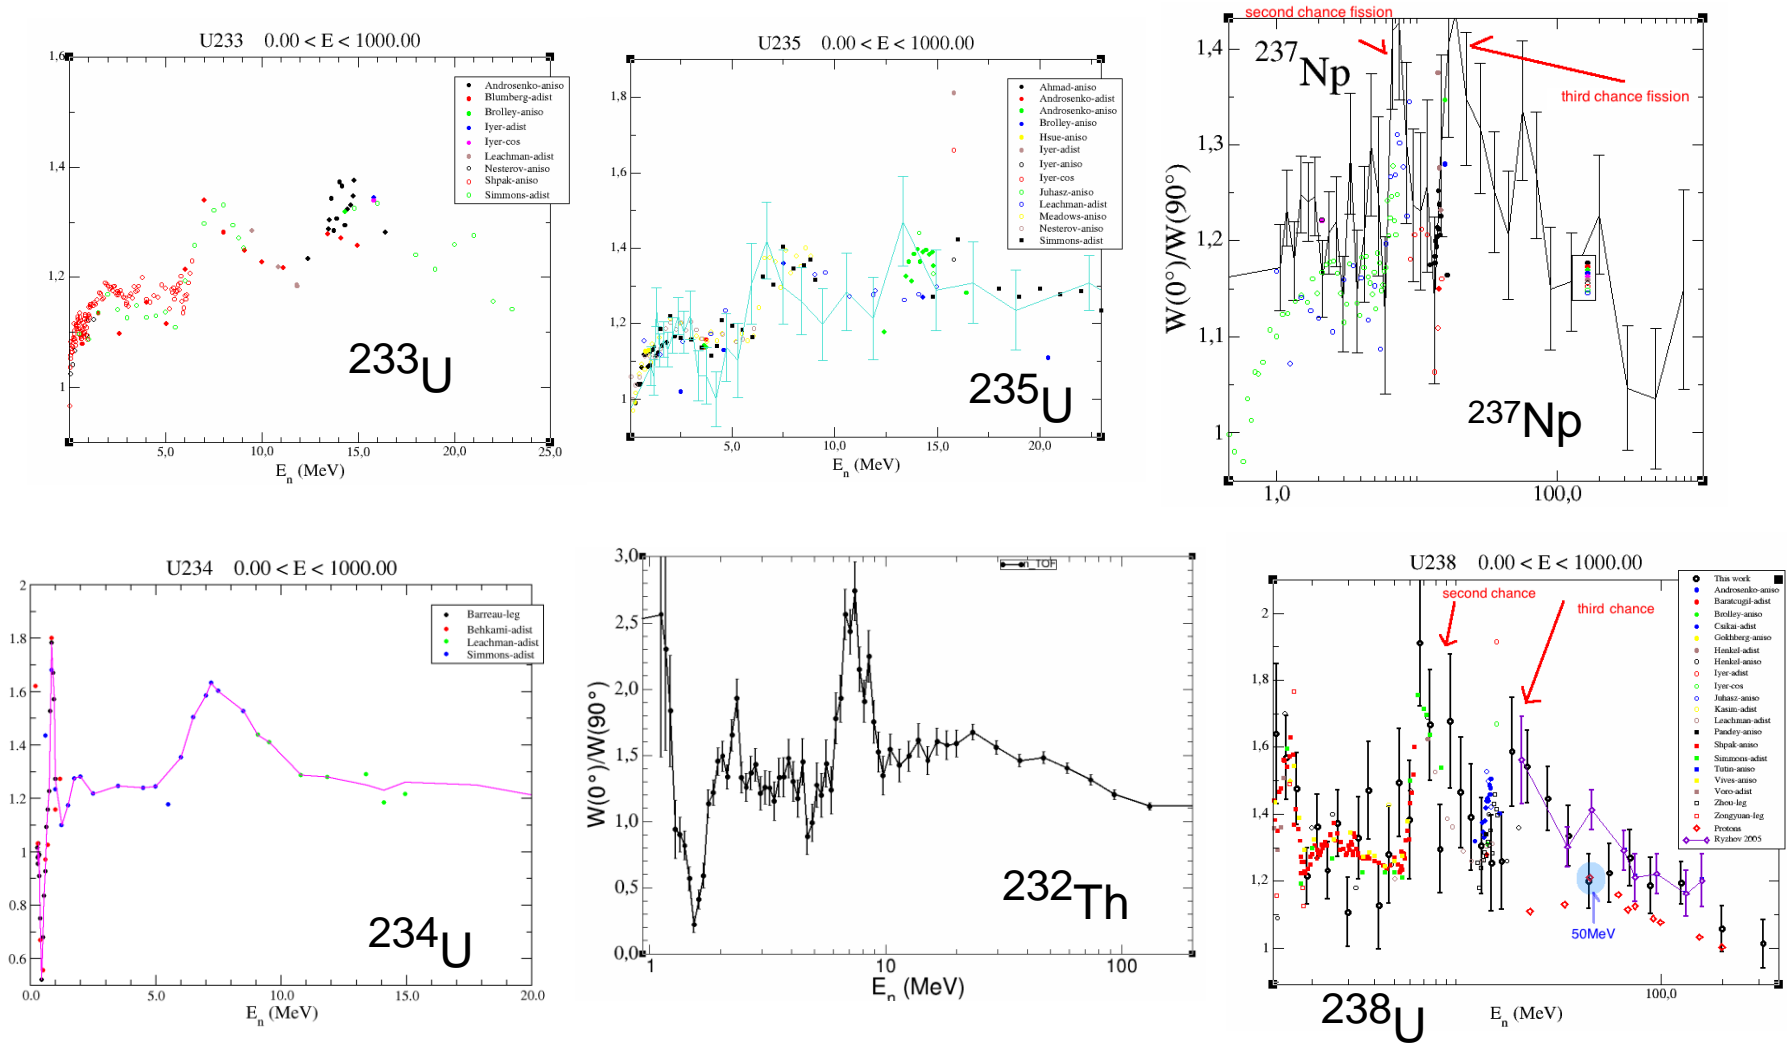 U233 0.00 < E < 1000.00
1,6
1,4
1,2
1
Androsenko-aniso
Blumberg-adist
Brolley-aniso
Iyer-adist
Iyer-cos
Leachman-adist
Nesterov-aniso
Shpak-aniso
Simmons-adist
233U
5,0
10,0
15,0
20,0
25,0
En (MeV)
U235 0.00 < E < 1000.00
1,8
1,6
1,4
1,2
1
Ahmad-aniso
Androsenko-adist
Androsenko-aniso
Brolley-aniso
Hsue-aniso
Iyer-adist
Iyer-aniso
Iyer-cos
Juhasz-aniso
Leachman-adist
Meadows-aniso
Nesterov-aniso
Simmons-adist
235U
5,0
10,0
15,0
20,0
En (MeV)
second chance fission
237Np
third chance fission
1,4
1,3
1,2
1,1
1
W(0°)/W(90°)
237Np
1,0
100,0
U234 0.00 < E < 1000.00
2
1.8
1.6
1.4
1.2
1
0.8
0.6
Barreau-leg
Behkami-adist
Leachman-adist
Simmons-adist
234U
0.0
5.0
10.0
15.0
20.0
En (MeV)
3,0
2,5
2,0
1,5
1,0
0,5
0,0
W(0°)/W(90°)
n_TOF
232Th
1
10
100
En (MeV)
U238 0.00 < E < 1000.00
second chance
third chance
2
1,8
1,6
1,4
1,2
1
This work
Androsenko-aniso
Baratcugil-adist
Brolley-aniso
Csikai-adist
Gokhberg-aniso
Henkel-adist
Henkel-aniso
Iyer-adist
Iyer-cos
Juhasz-aniso
Kasim-adist
Leachman-adist
Pandey-aniso
Shpak-aniso
Simmons-adist
Tutin-aniso
Vives-aniso
Voro-adist
Zhou-leg
Zongyuan-leg
Protons
Ryzhov 2005
50MeV
238U
100,0
En (MeV)